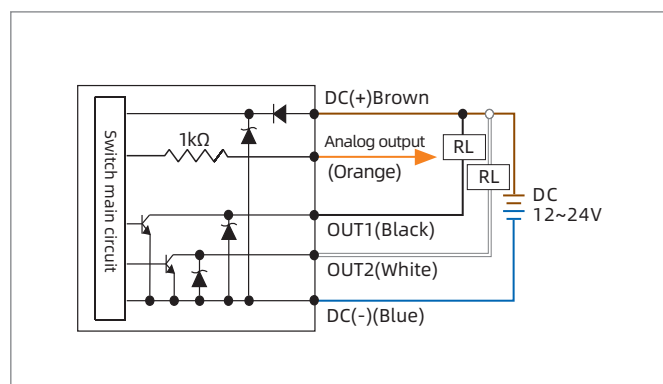 DC(+)Brown
1kΩ
Analog output
(Orange)
RL
RL
Switch main circuit
DC
12~24V
OUT1(Black)
OUT2(White)
DC(-)(Blue)